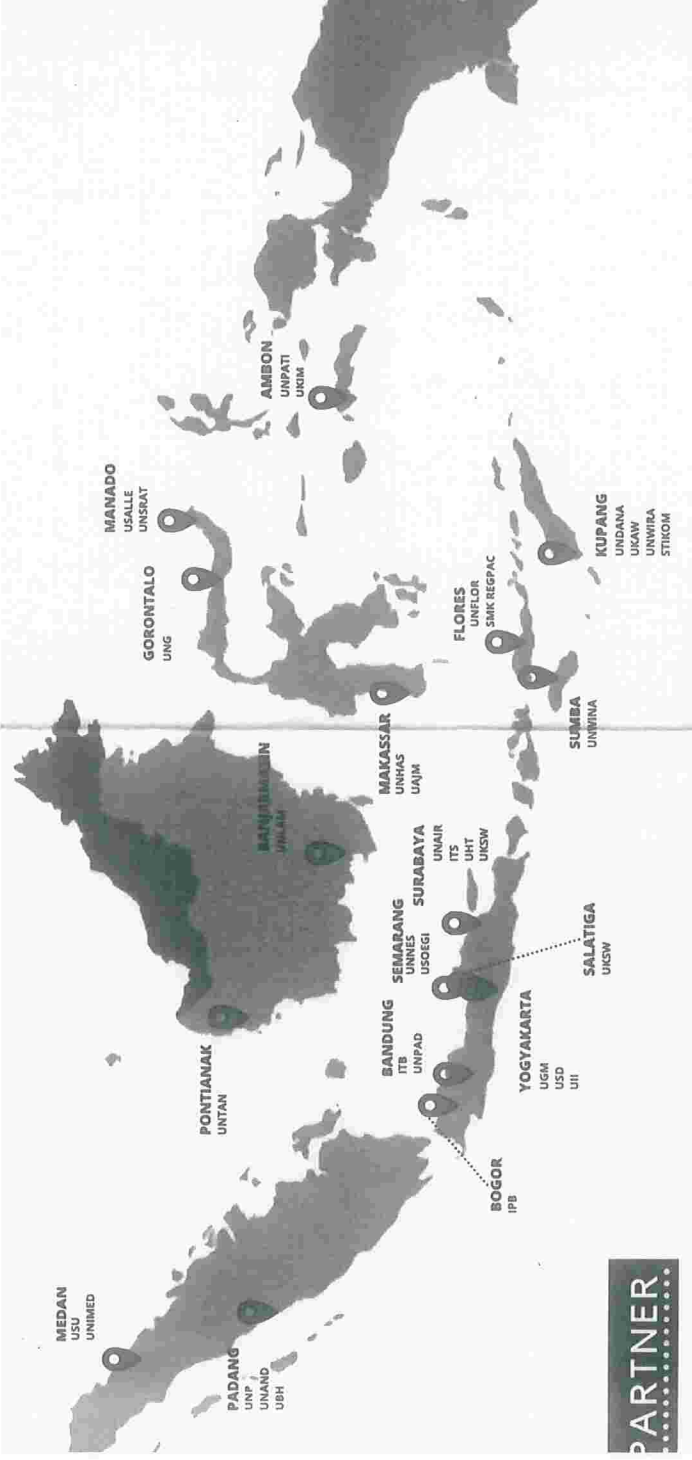 MEDAN
USU
UNIMED
PADANG
UNP
UNAND
UBH
PONTIANAK
UNTAN
BANJARMASIN
UNLAM
BOGOR
IPB
BANDUNG
ITB
UNPAD
SEMARANG
UNNES
USOEGI
SURABAYA
UNAIR
ITS
UHT
UKSW
YOGYAKARTA
UGM
USD
UII
SALATIGA
UKSW
MAKASSAR
UNHAS
UAJM
GORONTALO
UNG
MANADO
USALLE
UNSRAT
AMBON
UNPATI
UKIM
FLORES
UNFLOR
SMK REGPAC
SUMBA
UNWINA
KUPANG
UNDANA
UKAW
UNWIRA
STIKOM
PARTNER